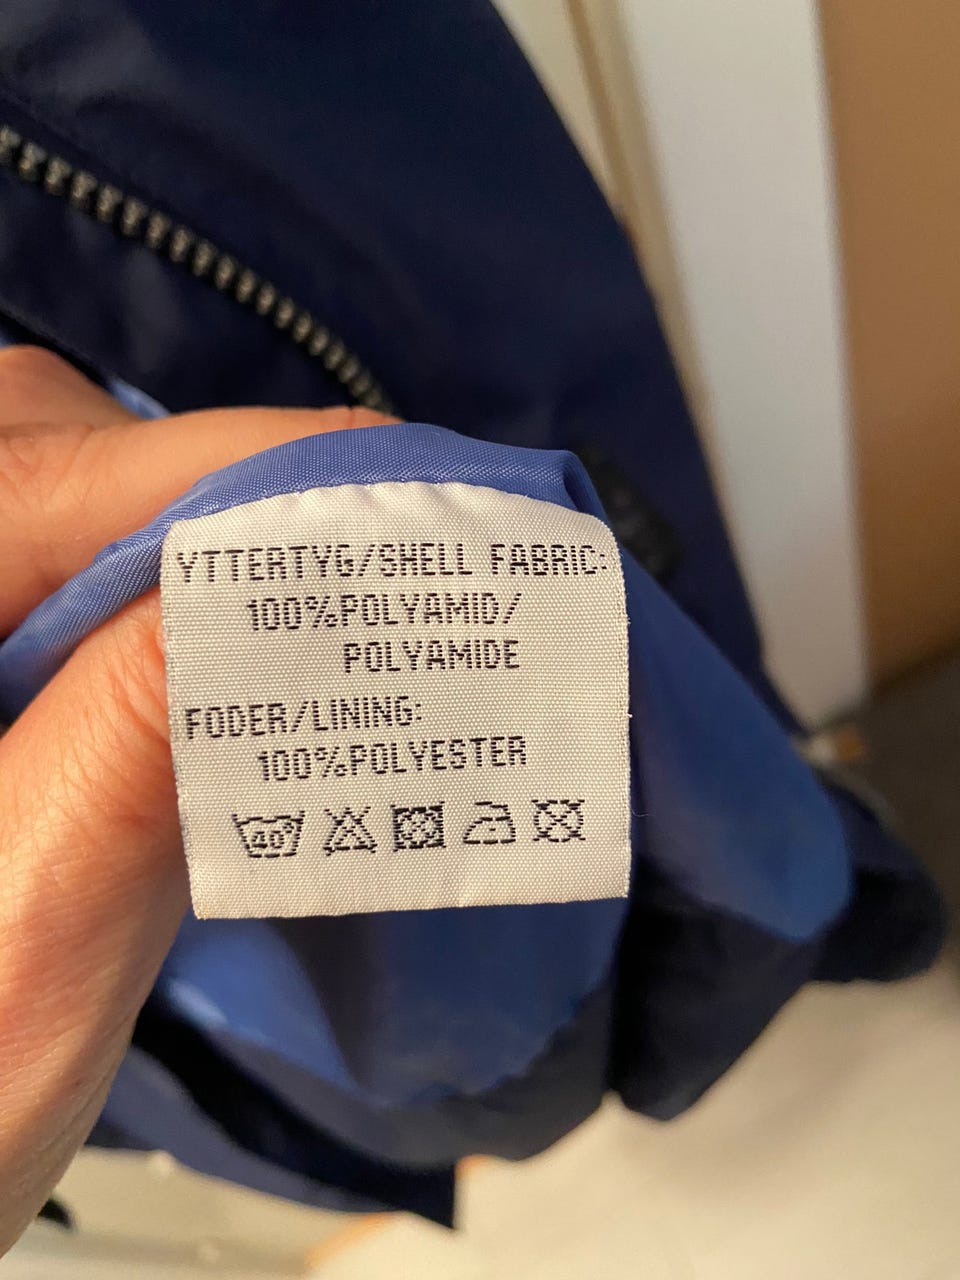 YTTERTYG/SHELL FABRIC:
100%POLYAMID/
POLYAMIDE
FODER/LINING:
100%POLYESTER
40°